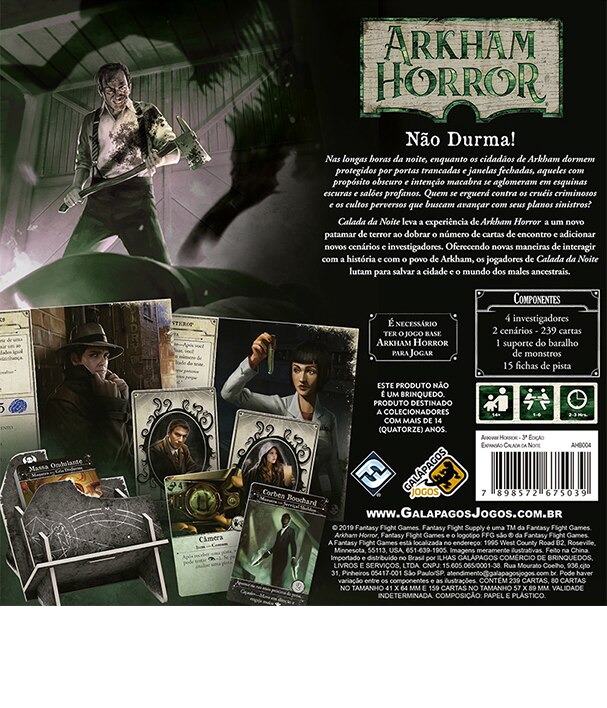 ARKHAM
HORROR
Não Durma!
Nas longas horas da noite, enquanto os cidadãos de Arkham dormem
protegidos por portas trancadas e janelas fechadas, aqueles com
propósito obscuro e intenção macabra se aglomeram em esquinas
escuras e salões profanos. Quem se erguerá contra os cruéis criminosos
e os cultos perversos que buscam avançar com seus planos sinistros?
Calada da Noite leva a experiência de Arkham Horror a um novo
patamar de terror ao dobrar o número de cartas de encontro e adicionar
novos cenários e investigadores. Oferecendo novas maneiras de interagir
com a história e com o povo de Arkham, os jogadores de Calada da Noite
lutam para salvar a cidade e o mundo dos males ancestrais.
É NECESSÁRIO
TER O JOGO BASE
ARKHAM HORROR
PARA JOGAR
COMPONENTES
4 investigadores
2 cenários - 239 cartas
1 suporte do baralho
de monstros
15 fichas de pista
ESTE PRODUTO NÃO
É UM BRINQUEDO.
PRODUTO DESTINADO
A COLECIONADORES
COM MAIS DE 14
(QUATORZE) ANOS.
14+
1-6
2-3 Hrs.
ARKHAM HORROR - 3ª EDIÇÃO
EXPANSÃO CALADA DA NOITE
AHB004
7 898572 675039
GALÁPAGOS
JOGOS
WWW.GALAPAGOSJOGOS.COM.BR
© 2019 Fantasy Flight Games. Fantasy Flight Supply é uma TM da Fantasy Flight Games.
Arkham Horror, Fantasy Flight Games e o logotipo FFG são ® da Fantasy Flight Games.
A Fantasy Flight Games está localizada no endereço: 1995 West County Road B2, Roseville,
Minnesota, 55113, USA, 651-639-1905. Imagens meramente ilustrativas. Feito na China.
Importado e distribuído no Brasil por ILHAS GALÁPAGOS COMÉRCIO DE BRINQUEDOS,
LIVROS E SERVIÇOS, LTDA. CNPJ: 15.605.065/0001-38. Rua Mourato Coelho, 936,cjto
31, Pinheiros 05417-001 São Paulo/SP. atendimento@galapagosjogos.com.br. Pode haver
variação entre os componentes e as ilustrações. CONTÉM 239 CARTAS, 80 CARTAS
NO TAMANHO 41 X 64 MM E 159 CARTAS NO TAMANHO 57 X 89 MM. VALIDADE
INDETERMINADA. COMPOSIÇÃO: PAPEL E PLÁSTICO.
Massa Ondulante
Câmera
Item — Comum
Corben Bouchard